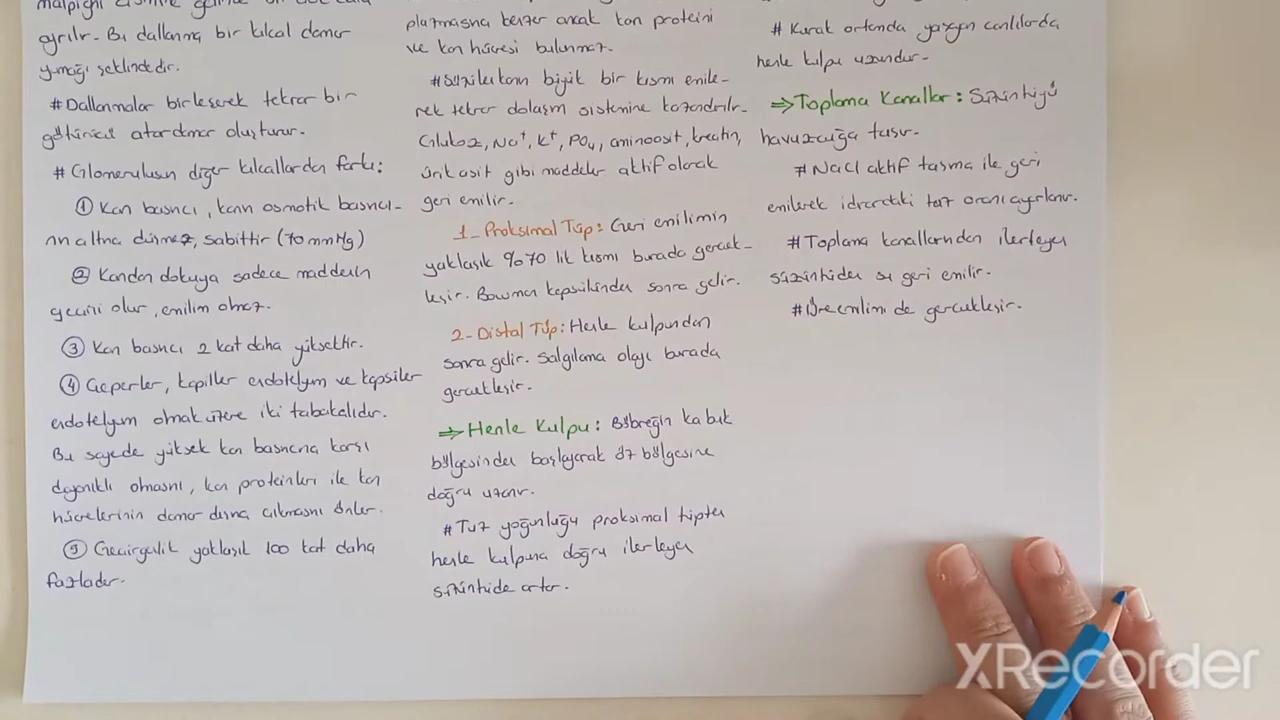 malpighi cismine gelince
ayrılır. Bu dallanma bir kılcal damar
yumağı şeklindedir.
# Dallanmalar birleşerek tekrar bir
götürücü atardamar oluşturur.
# Glomerulusun diğer kılcallardan farkı:
① Kan basıncı, kanın osmotik basıncı-
nın altına düşmez, sabittir (70 mmHg)
② Kandan dokuya sadece maddenin
geçişi olur, emilim olmaz.
③ Kan basıncı 2 kat daha yüksektir.
④ Çeperler, kapiller endotelyum ve kapsüler
endotelyum olmak üzere iki tabakalıdır.
Bu sayede yüksek kan basıncına karşı
dayanıklı olmasını, kan proteinleri ile kan
hücrelerinin damar dışına çıkmasını önler.
⑤ Geçirgenlik yaklaşık 100 kat daha
fazladır.
plazmasına benzer ancak kan proteini
ve kan hücresi bulunmaz.
# Süzüntünün büyük bir kısmı emile-
rek tekrar dolaşım sistemine kazandırılır.
Glukoz, Na⁺, K⁺, PO₄, aminoasit, kreatin,
ürik asit gibi maddeler aktif olarak
geri emilir.
1- Proksimal Tüp: Geri emilimin
yaklaşık %70 lik kısmı burada gerçek-
leşir. Bowman kapsülünden sonra gelir.
2- Distal Tüp: Henle kulpundan
sonra gelir. Salgılama olayı burada
gerçekleşir.
⇒ Henle Kulpu: Böbreğin kabuk
bölgesinden başlayarak öz bölgesine
doğru uzanır.
# Tuz yoğunluğu proksimal tüpten
henle kulpuna doğru ilerleyen
süzüntüde artar.
# Kurak ortamda yaşayan canlılarda
henle kulpu uzundur.
⇒ Toplama Kanalları: Süzüntüyü
havuzcuğa taşır.
# NaCl aktif taşıma ile geri
emilerek idrardaki tuz oranı ayarlanır.
# Toplama kanallarından ilerleyen
süzüntüden su geri emilir.
# Üre emilimi de gerçekleşir.
XRecorder